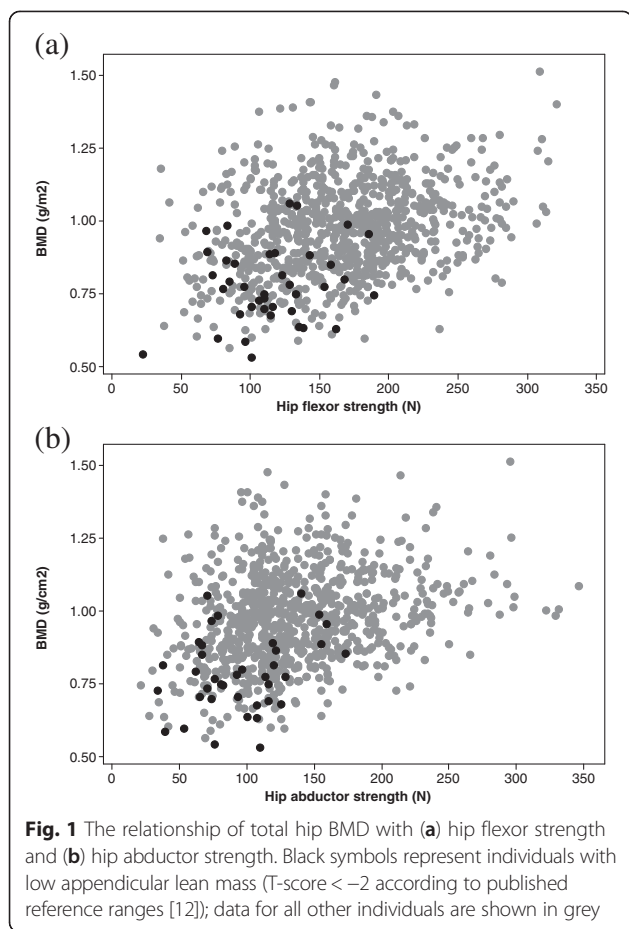 (a)
1.50
1.25
1.00
0.75
0.50
BMD (g/m2)
0 50 100 150 200 250 300 350
Hip flexor strength (N)
(b)
1.50
1.25
1.00
0.75
0.50
BMD (g/cm2)
0 50 100 150 200 250 300 350
Hip abductor strength (N)
Fig. 1 The relationship of total hip BMD with (a) hip flexor strength
and (b) hip abductor strength. Black symbols represent individuals with
low appendicular lean mass (T-score < −2 according to published
reference ranges [12]); data for all other individuals are shown in grey